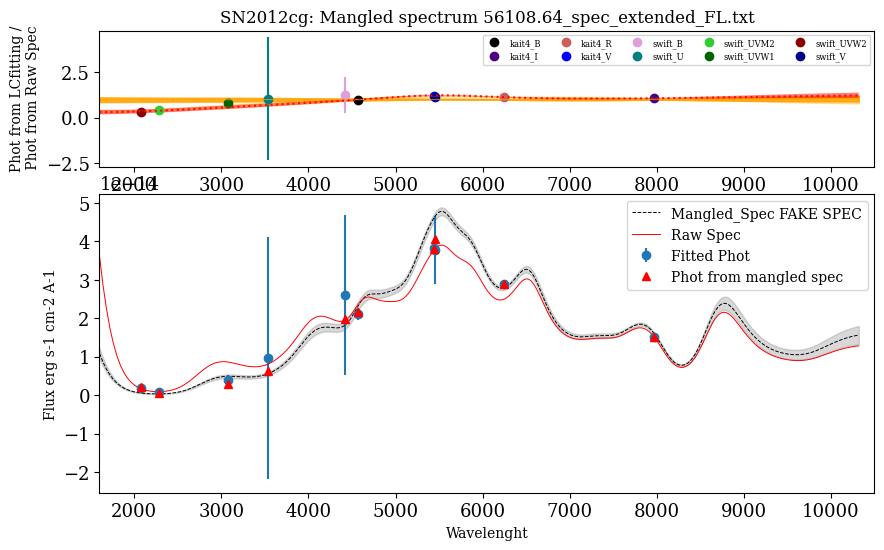 SN2012cg: Mangled spectrum 56108.64_spec_extended_FL.txt
Phot from LCfitting /
Phot from Raw Spec
kait4_B kait4_R swift_B swift_UVM2 swift_UVW2
kait4_I kait4_V swift_U swift_UVW1 swift_V
2.5
0.0
−2.5
2000 3000 4000 5000 6000 7000 8000 9000 10000
1e−14
Flux erg s-1 cm-2 A-1
Mangled_Spec FAKE SPEC
Raw Spec
Fitted Phot
Phot from mangled spec
5
4
3
2
1
0
−1
−2
2000 3000 4000 5000 6000 7000 8000 9000 10000
Wavelenght